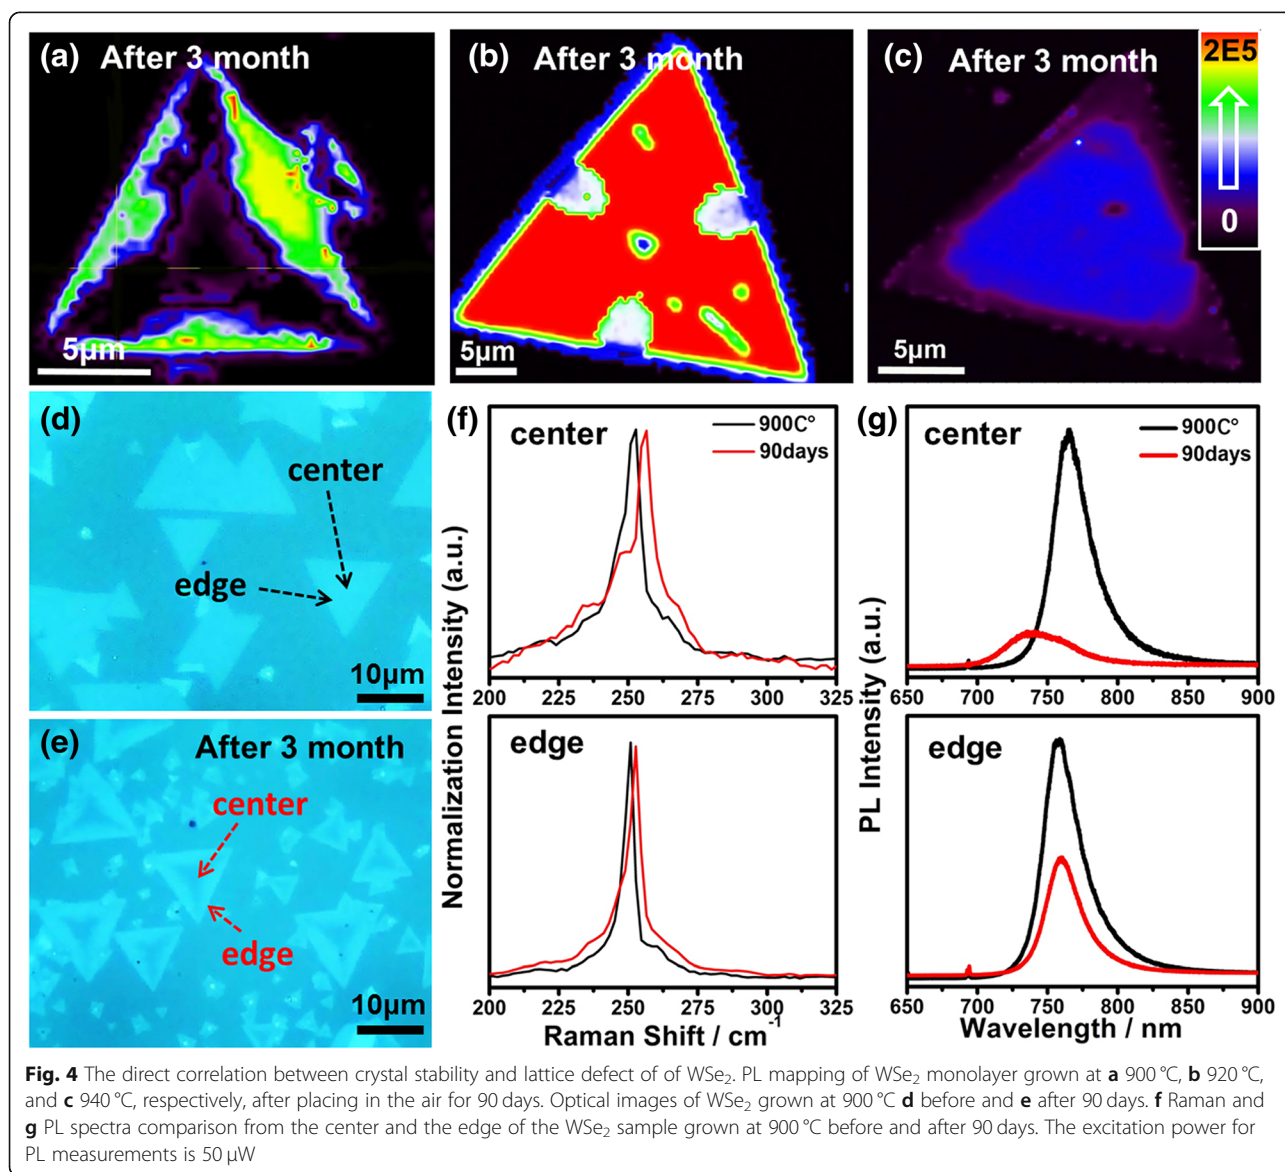 (a) After 3 month
(b) After 3 month
(c) After 3 month
2E5
0
5μm
5μm
5μm
(d)
center
edge
10μm
(e) After 3 month
center
edge
10μm
(f)
center
900C°
90days
200 225 250 275 300 325
edge
200 225 250 275 300 325
Normalization Intensity (a.u.)
Raman Shift / cm⁻¹
(g)
center
900C°
90days
650 700 750 800 850 900
edge
650 700 750 800 850 900
PL Intensity (a.u.)
Wavelength / nm
Fig. 4 The direct correlation between crystal stability and lattice defect of of WSe₂. PL mapping of WSe₂ monolayer grown at a 900 °C, b 920 °C,
and c 940 °C, respectively, after placing in the air for 90 days. Optical images of WSe₂ grown at 900 °C d before and e after 90 days. f Raman and
g PL spectra comparison from the center and the edge of the WSe₂ sample grown at 900 °C before and after 90 days. The excitation power for
PL measurements is 50 μW